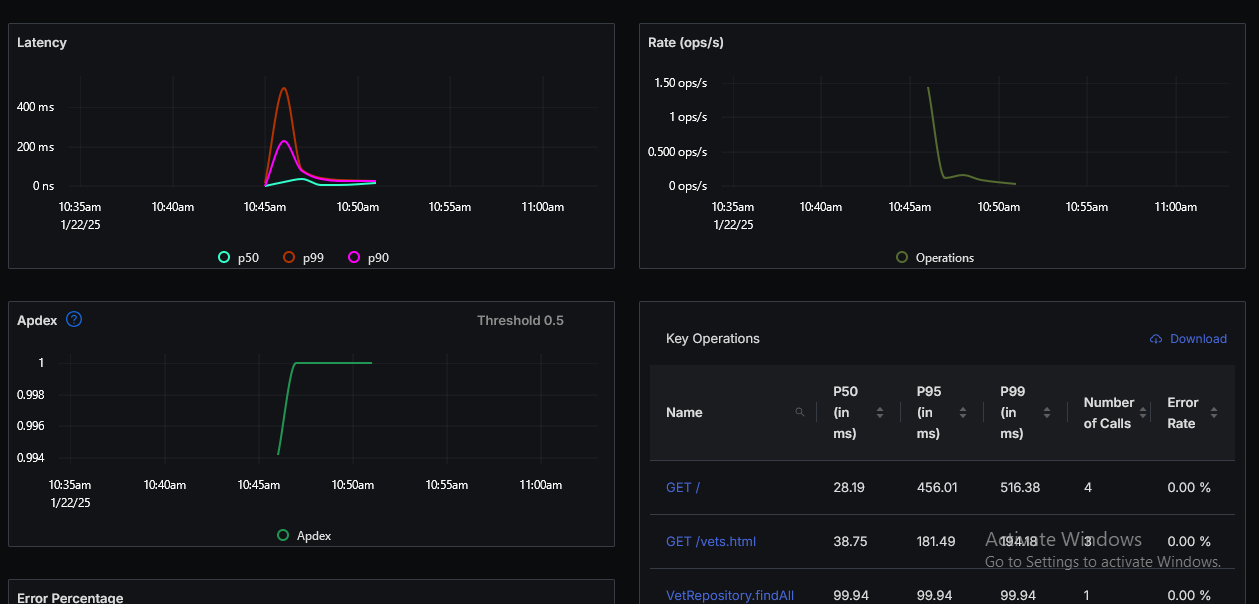 Latency
400 ms
200 ms
0 ns
10:35am 10:40am 10:45am 10:50am 10:55am 11:00am
1/22/25
p50 p99 p90
Rate (ops/s)
1.50 ops/s
1 ops/s
0.500 ops/s
0 ops/s
10:35am 10:40am 10:45am 10:50am 10:55am 11:00am
1/22/25
Operations
Apdex ? Threshold 0.5
1
0.998
0.996
0.994
10:35am 10:40am 10:45am 10:50am 10:55am 11:00am
1/22/25
Apdex
Key Operations Download
Name P50 (in ms) P95 (in ms) P99 (in ms) Number of Calls Error Rate
GET / 28.19 456.01 516.38 4 0.00 %
GET /vets.html 38.75 181.49 194.18 3 0.00 %
Activate Windows
Go to Settings to activate Windows.
VetRepository.findAll 99.94 99.94 99.94 1 0.00 %
Error Percentage